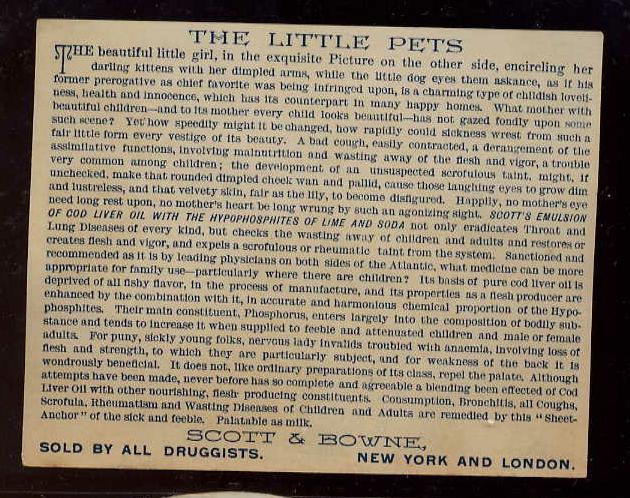 THE LITTLE PETS
THE beautiful little girl, in the exquisite Picture on the other side, encircling her
darling kittens with her dimpled arms, while the little dog eyes them askance, as if his
former prerogative as chief favorite was being infringed upon, is a charming type of childish loveli-
ness, health and innocence, which has its counterpart in many happy homes. What mother with
beautiful children—and to its mother every child looks beautiful—has not gazed fondly upon some
such scene? Yet how speedily might it be changed, how rapidly could sickness wrest from such a
fair little form every vestige of its beauty. A bad cough, easily contracted, a derangement of the
assimilative functions, involving malnutrition and wasting away of the flesh and vigor, a trouble
very common among children; the development of an unsuspected scrofulous taint, might, if
unchecked, make that rounded dimpled cheek wan and pallid, cause those laughing eyes to grow dim
and lustreless, and that velvety skin, fair as the lily, to become disfigured. Happily, no mother's eye
need long rest upon, no mother's heart be long wrung by such an agonizing sight. SCOTT'S EMULSION
OF COD LIVER OIL WITH THE HYPOPHOSPHITES OF LIME AND SODA not only eradicates Throat and
Lung Diseases of every kind, but checks the wasting away of children and adults and restores or
creates flesh and vigor, and expels a scrofulous or rheumatic taint from the system. Sanctioned and
recommended as it is by leading physicians on both sides of the Atlantic, what medicine can be more
appropriate for family use—particularly where there are children? Its basis of pure cod liver oil is
deprived of all fishy flavor, in the process of manufacture, and its properties as a flesh producer are
enhanced by the combination with it, in accurate and harmonious chemical proportion of the Hypo-
phosphites. Their main constituent, Phosphorus, enters largely into the composition of bodily sub-
stance and tends to increase it when supplied to feeble and attenuated children and male or female
adults. For puny, sickly young folks, nervous lady invalids troubled with anaemia, involving loss of
flesh and strength, to which they are particularly subject, and for weakness of the back it is
wondrously beneficial. It does not, like ordinary preparations of its class, repel the palate. Although
attempts have been made, never before has so complete and agreeable a blending been effected of Cod
Liver Oil with other nourishing, flesh producing constituents. Consumption, Bronchitis, all Coughs,
Scrofula, Rheumatism and Wasting Diseases of Children and Adults are remedied by this "Sheet-
Anchor" of the sick and feeble. Palatable as milk.
SCOTT & BOWNE,
SOLD BY ALL DRUGGISTS. NEW YORK AND LONDON.